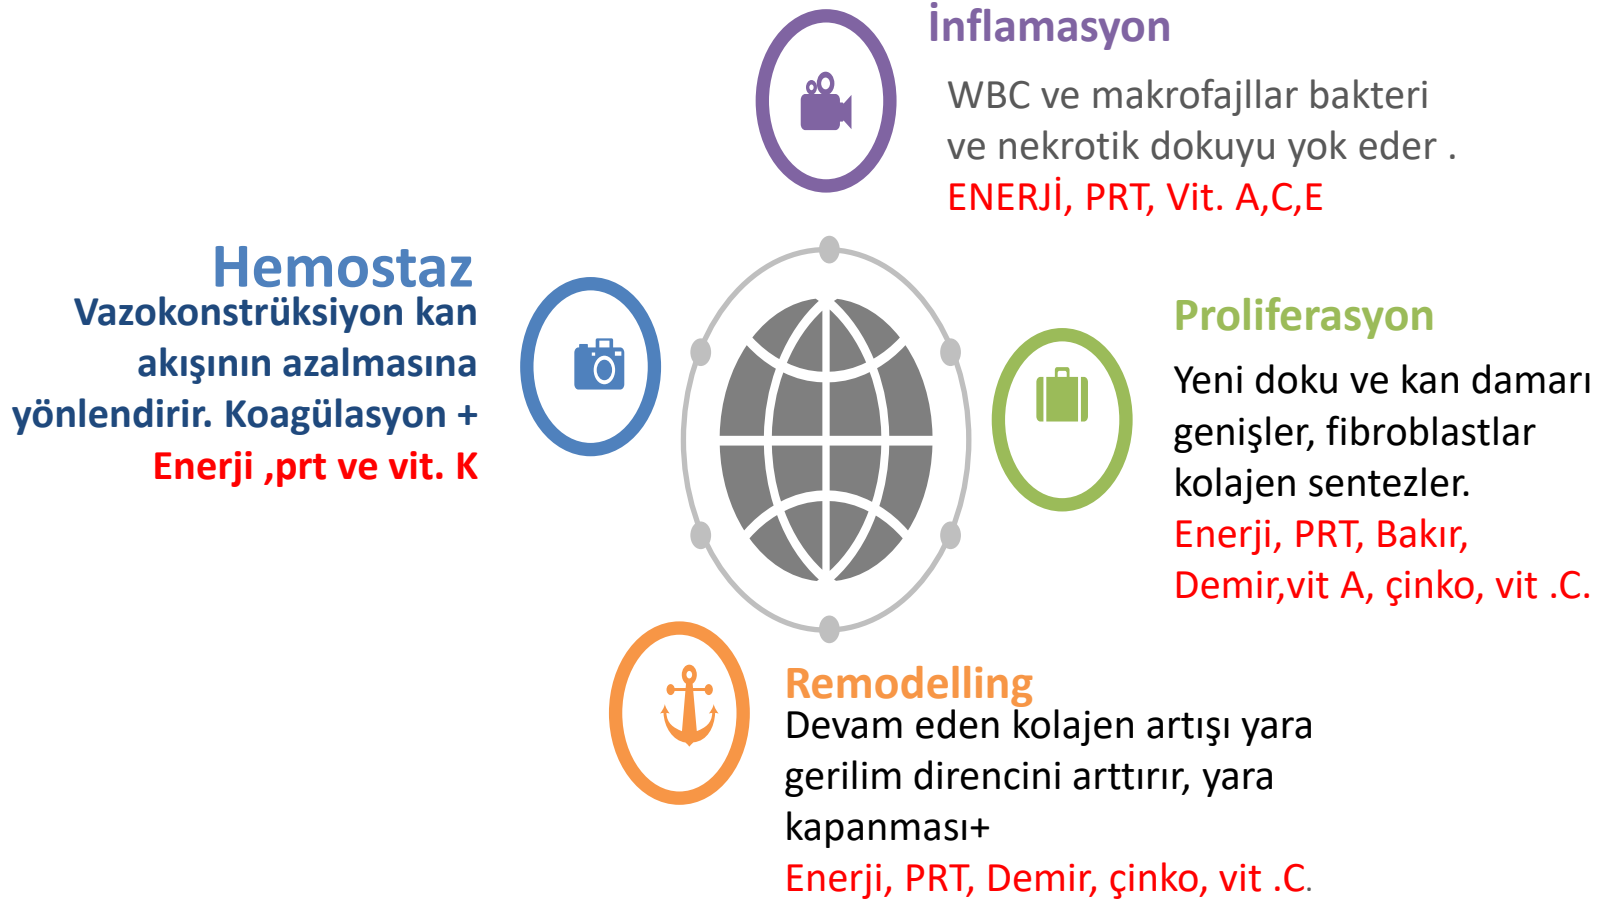 İnflamasyon
WBC ve makrofajllar bakteri
ve nekrotik dokuyu yok eder .
ENERJİ, PRT, Vit. A,C,E
Hemostaz
Vazokonstrüksiyon kan
akışının azalmasına
yönlendirir. Koagülasyon +
Enerji ,prt ve vit. K
Proliferasyon
Yeni doku ve kan damarı
genişler, fibroblastlar
kolajen sentezler.
Enerji, PRT, Bakır,
Demir,vit A, çinko, vit .C.
Remodelling
Devam eden kolajen artışı yara
gerilim direncini arttırır, yara
kapanması+
Enerji, PRT, Demir, çinko, vit .C.